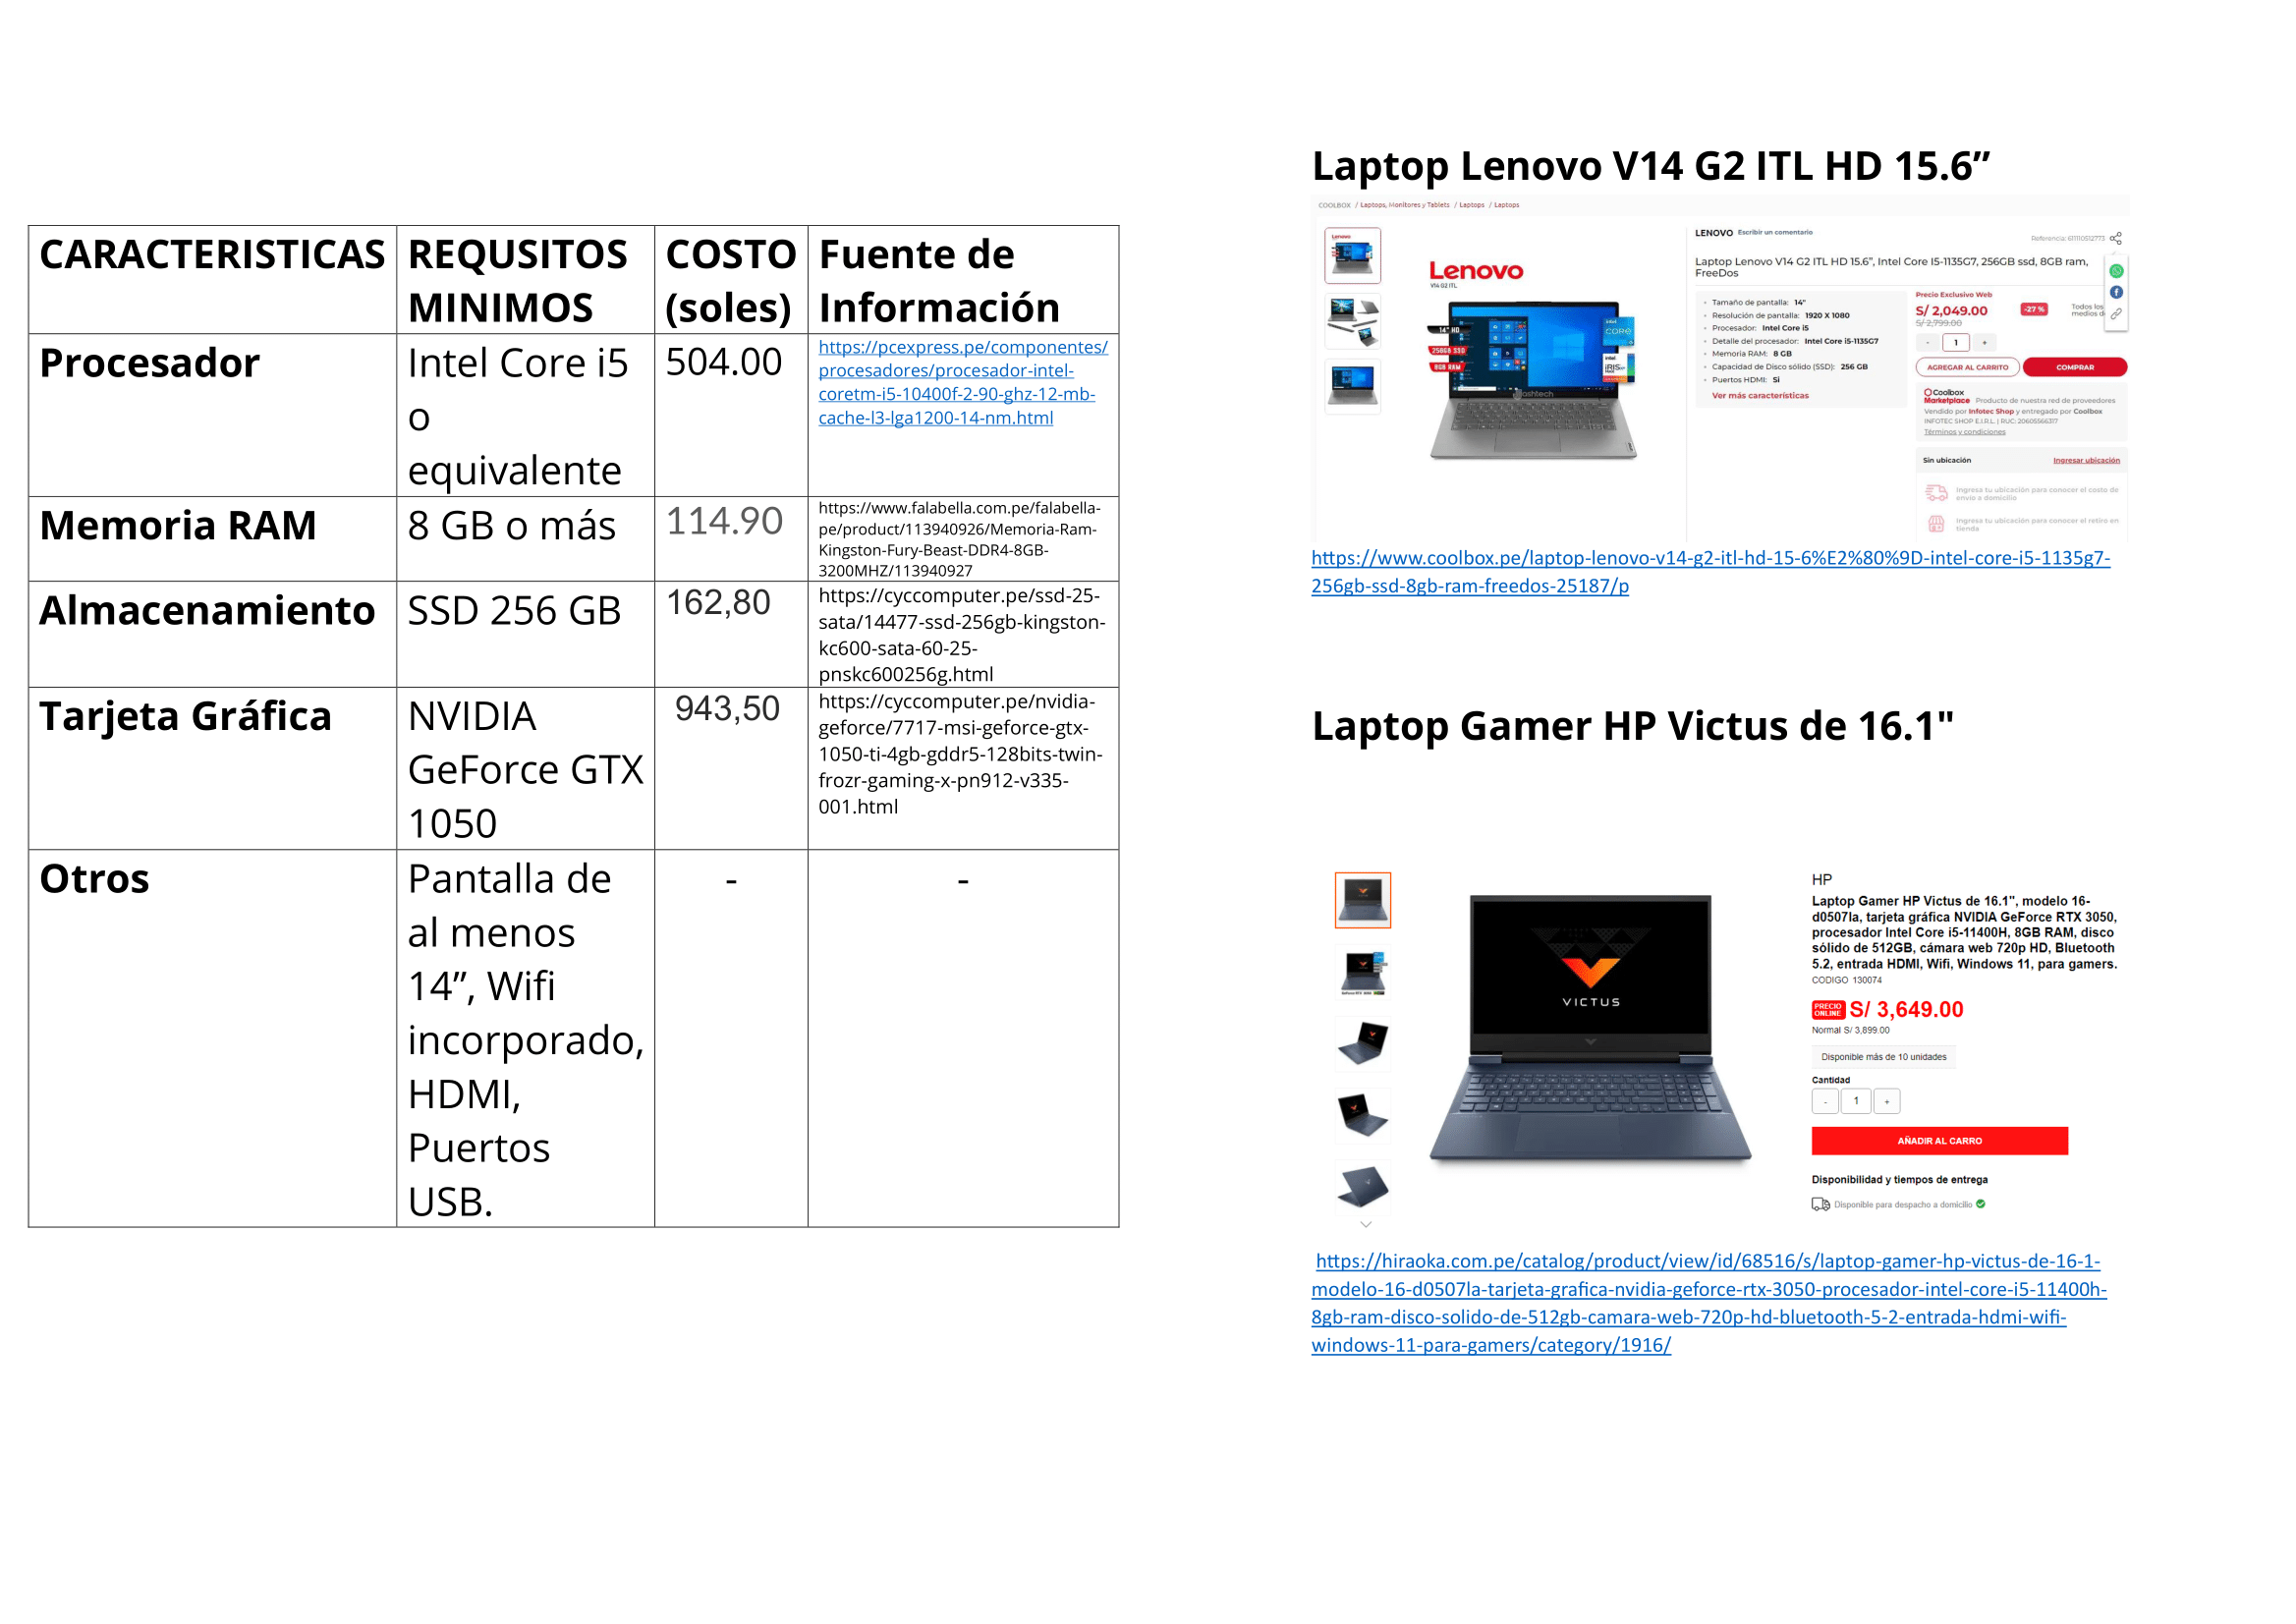 CARACTERISTICAS
REQUSITOS
MINIMOS
COSTO
(soles)
Fuente de
Información
Procesador
Intel Core i5
o
equivalente
504.00
https://pcexpress.pe/componentes/
procesadores/procesador-intel-
coretm-i5-10400f-2-90-ghz-12-mb-
cache-l3-lga1200-14-nm.html
Memoria RAM
8 GB o más
114.90
https://www.falabella.com.pe/falabella-
pe/product/113940926/Memoria-Ram-
Kingston-Fury-Beast-DDR4-8GB-
3200MHZ/113940927
Almacenamiento
SSD 256 GB
162,80
https://cyccomputer.pe/ssd-25-
sata/14477-ssd-256gb-kingston-
kc600-sata-60-25-
pnskc600256g.html
Tarjeta Gráfica
NVIDIA
GeForce GTX
1050
943,50
https://cyccomputer.pe/nvidia-
geforce/7717-msi-geforce-gtx-
1050-ti-4gb-gddr5-128bits-twin-
frozr-gaming-x-pn912-v335-
001.html
Otros
Pantalla de
al menos
14”, Wifi
incorporado,
HDMI,
Puertos
USB.
-
-
Laptop Lenovo V14 G2 ITL HD 15.6”
COOLBOX / Laptops, Monitores y Tablets / Laptops / Laptops
Lenovo
V14 G2 ITL
14" HD
256GB SSD
8GB RAM
LENOVO Escribir un comentario
Referencia: 611110512773
Laptop Lenovo V14 G2 ITL HD 15.6”, Intel Core I5-1135G7, 256GB ssd, 8GB ram,
FreeDos
Tamaño de pantalla: 14"
Resolución de pantalla: 1920 X 1080
Procesador: Intel Core i5
Detalle del procesador: Intel Core i5-1135G7
Memoria RAM: 8 GB
Capacidad de Disco sólido (SSD): 256 GB
Puertos HDMI: Si
Ver más características
Precio Exclusivo Web
S/ 2,049.00
-27 %
Todos los
medios d
S/ 2,799.00
- 1 +
AGREGAR AL CARRITO
COMPRAR
Coolbox
Marketplace Producto de nuestra red de proveedores
Vendido por Infotec Shop y entregado por Coolbox
INFOTEC SHOP E.I.R.L. | RUC: 20605566317
Términos y condiciones
Sin ubicación
Ingresar ubicación
Ingresa tu ubicación para conocer el costo de
envío a domicilio
Ingresa tu ubicación para conocer el retiro en
tienda
https://www.coolbox.pe/laptop-lenovo-v14-g2-itl-hd-15-6%E2%80%9D-intel-core-i5-1135g7-
256gb-ssd-8gb-ram-freedos-25187/p
Laptop Gamer HP Victus de 16.1"
VICTUS
HP
Laptop Gamer HP Victus de 16.1", modelo 16-
d0507la, tarjeta gráfica NVIDIA GeForce RTX 3050,
procesador Intel Core i5-11400H, 8GB RAM, disco
sólido de 512GB, cámara web 720p HD, Bluetooth
5.2, entrada HDMI, Wifi, Windows 11, para gamers.
CODIGO 130074
PRECIO
ONLINE
S/ 3,649.00
Normal S/ 3,899.00
Disponible más de 10 unidades
Cantidad
- 1 +
AÑADIR AL CARRO
Disponibilidad y tiempos de entrega
Disponible para despacho a domicilio
https://hiraoka.com.pe/catalog/product/view/id/68516/s/laptop-gamer-hp-victus-de-16-1-
modelo-16-d0507la-tarjeta-grafica-nvidia-geforce-rtx-3050-procesador-intel-core-i5-11400h-
8gb-ram-disco-solido-de-512gb-camara-web-720p-hd-bluetooth-5-2-entrada-hdmi-wifi-
windows-11-para-gamers/category/1916/